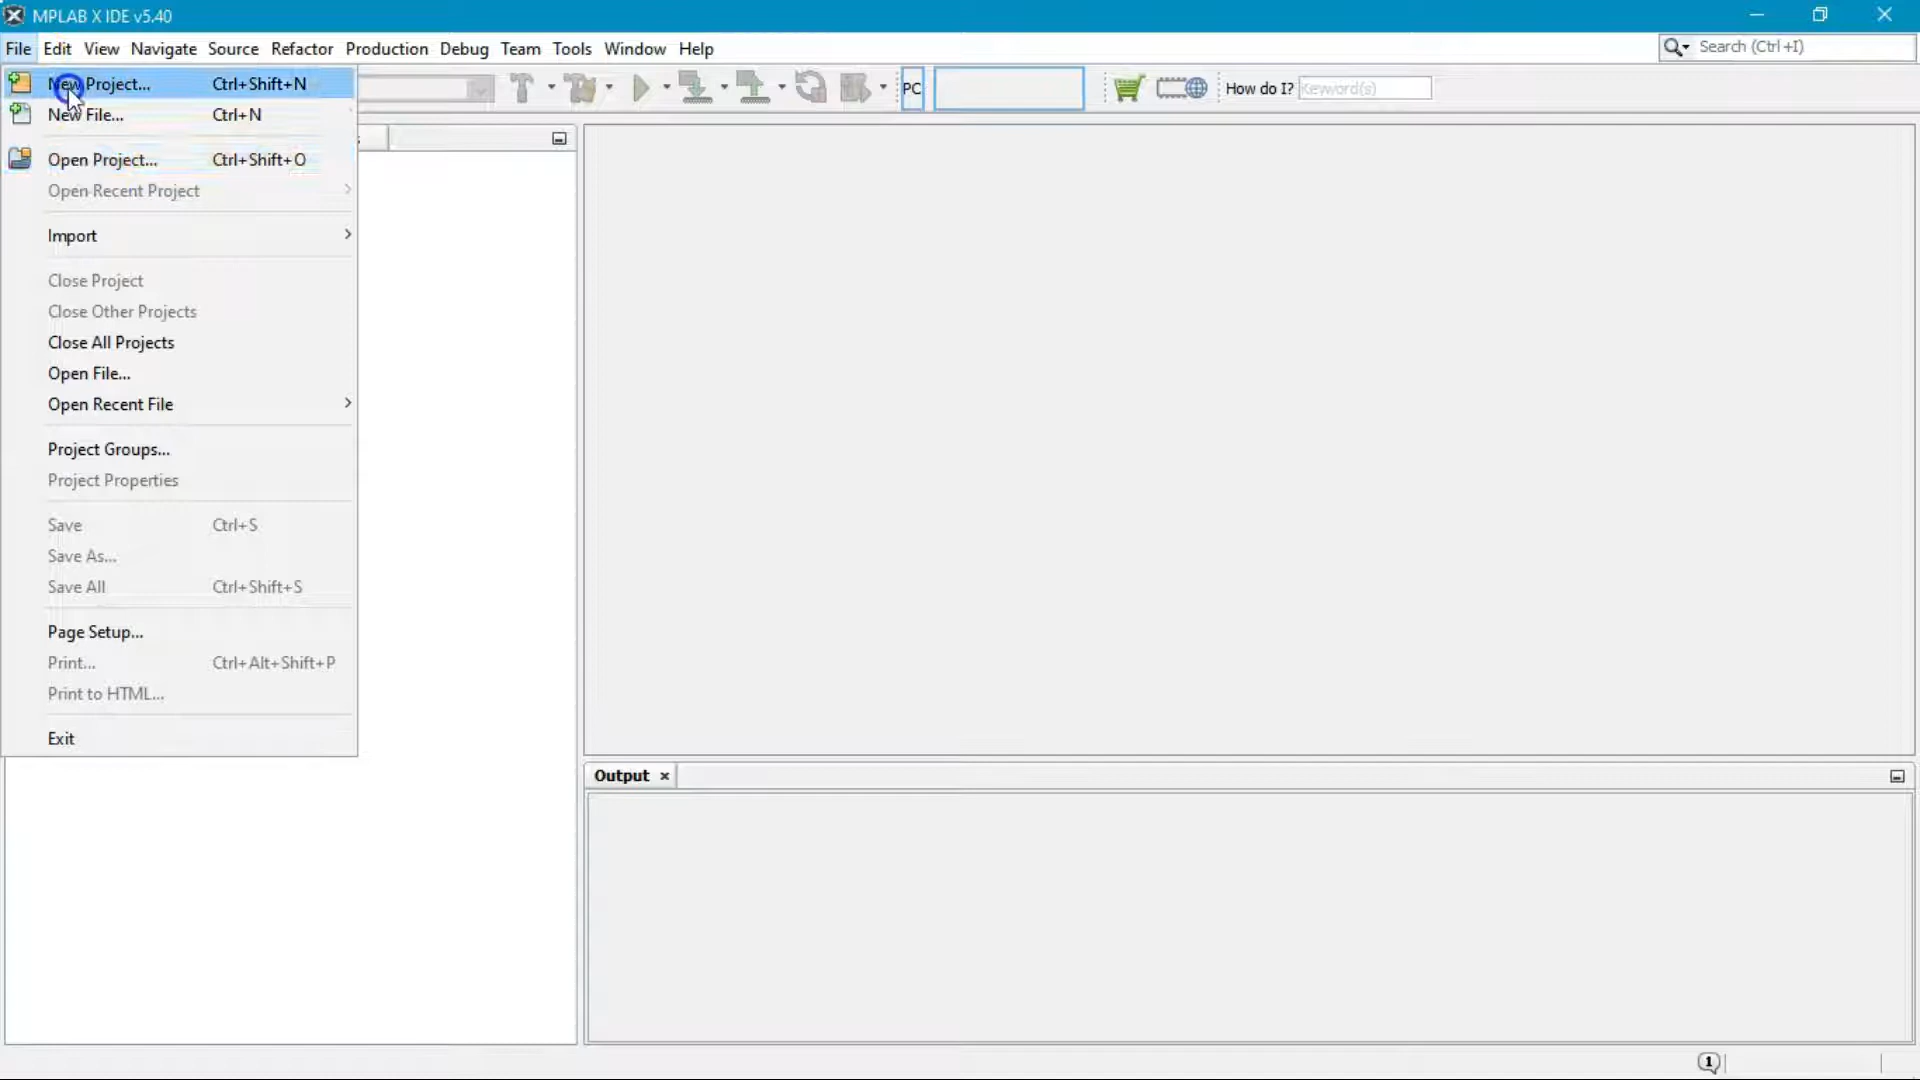 MPLAB X IDE v5.40
File Edit View Navigate Source Refactor Production Debug Team Tools Window Help
Search (Ctrl+I)
New Project... Ctrl+Shift+N
PC
How do I? Keyword(s)
New File... Ctrl+N
Open Project... Ctrl+Shift+O
Open Recent Project
Import
Close Project
Close Other Projects
Close All Projects
Open File...
Open Recent File
Project Groups...
Project Properties
Save Ctrl+S
Save As...
Save All Ctrl+Shift+S
Page Setup...
Print... Ctrl+Alt+Shift+P
Print to HTML...
Exit
Output
1